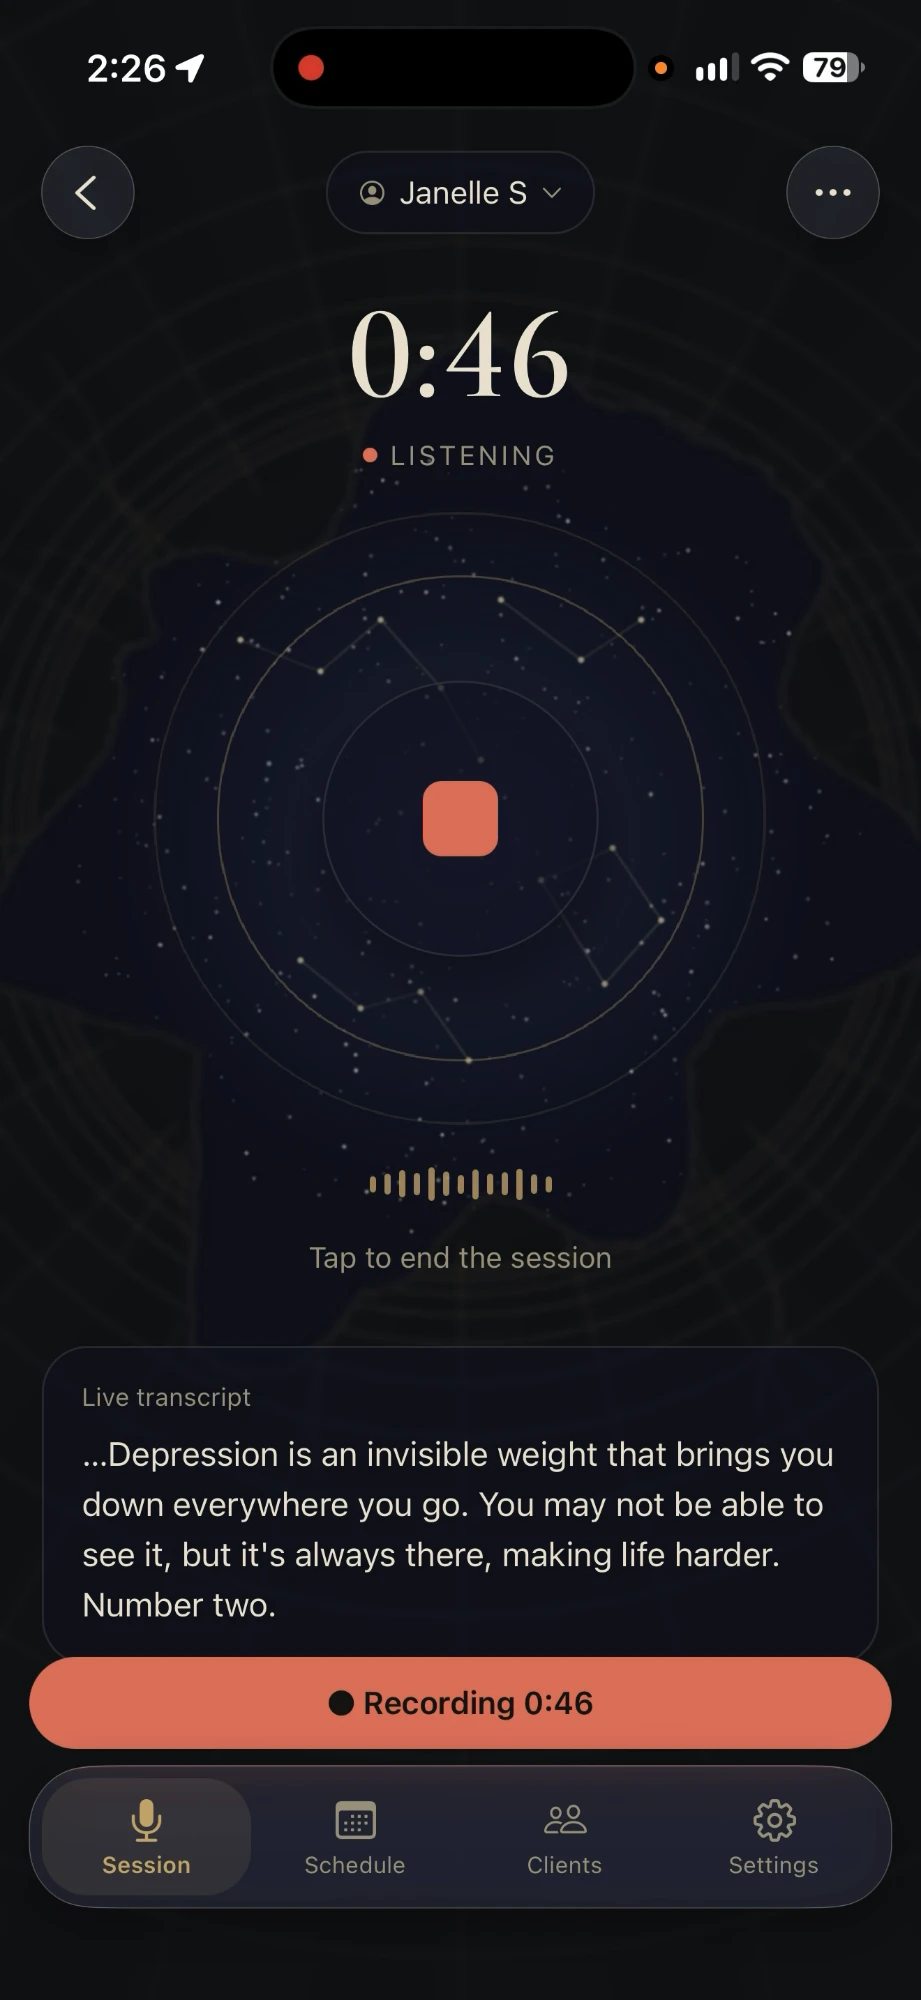 2:26
79
Janelle S
0:46
LISTENING
Tap to end the session
Live transcript
...Depression is an invisible weight that brings you
down everywhere you go. You may not be able to
see it, but it's always there, making life harder.
Number two.
Recording 0:46
Session
Schedule
Clients
Settings